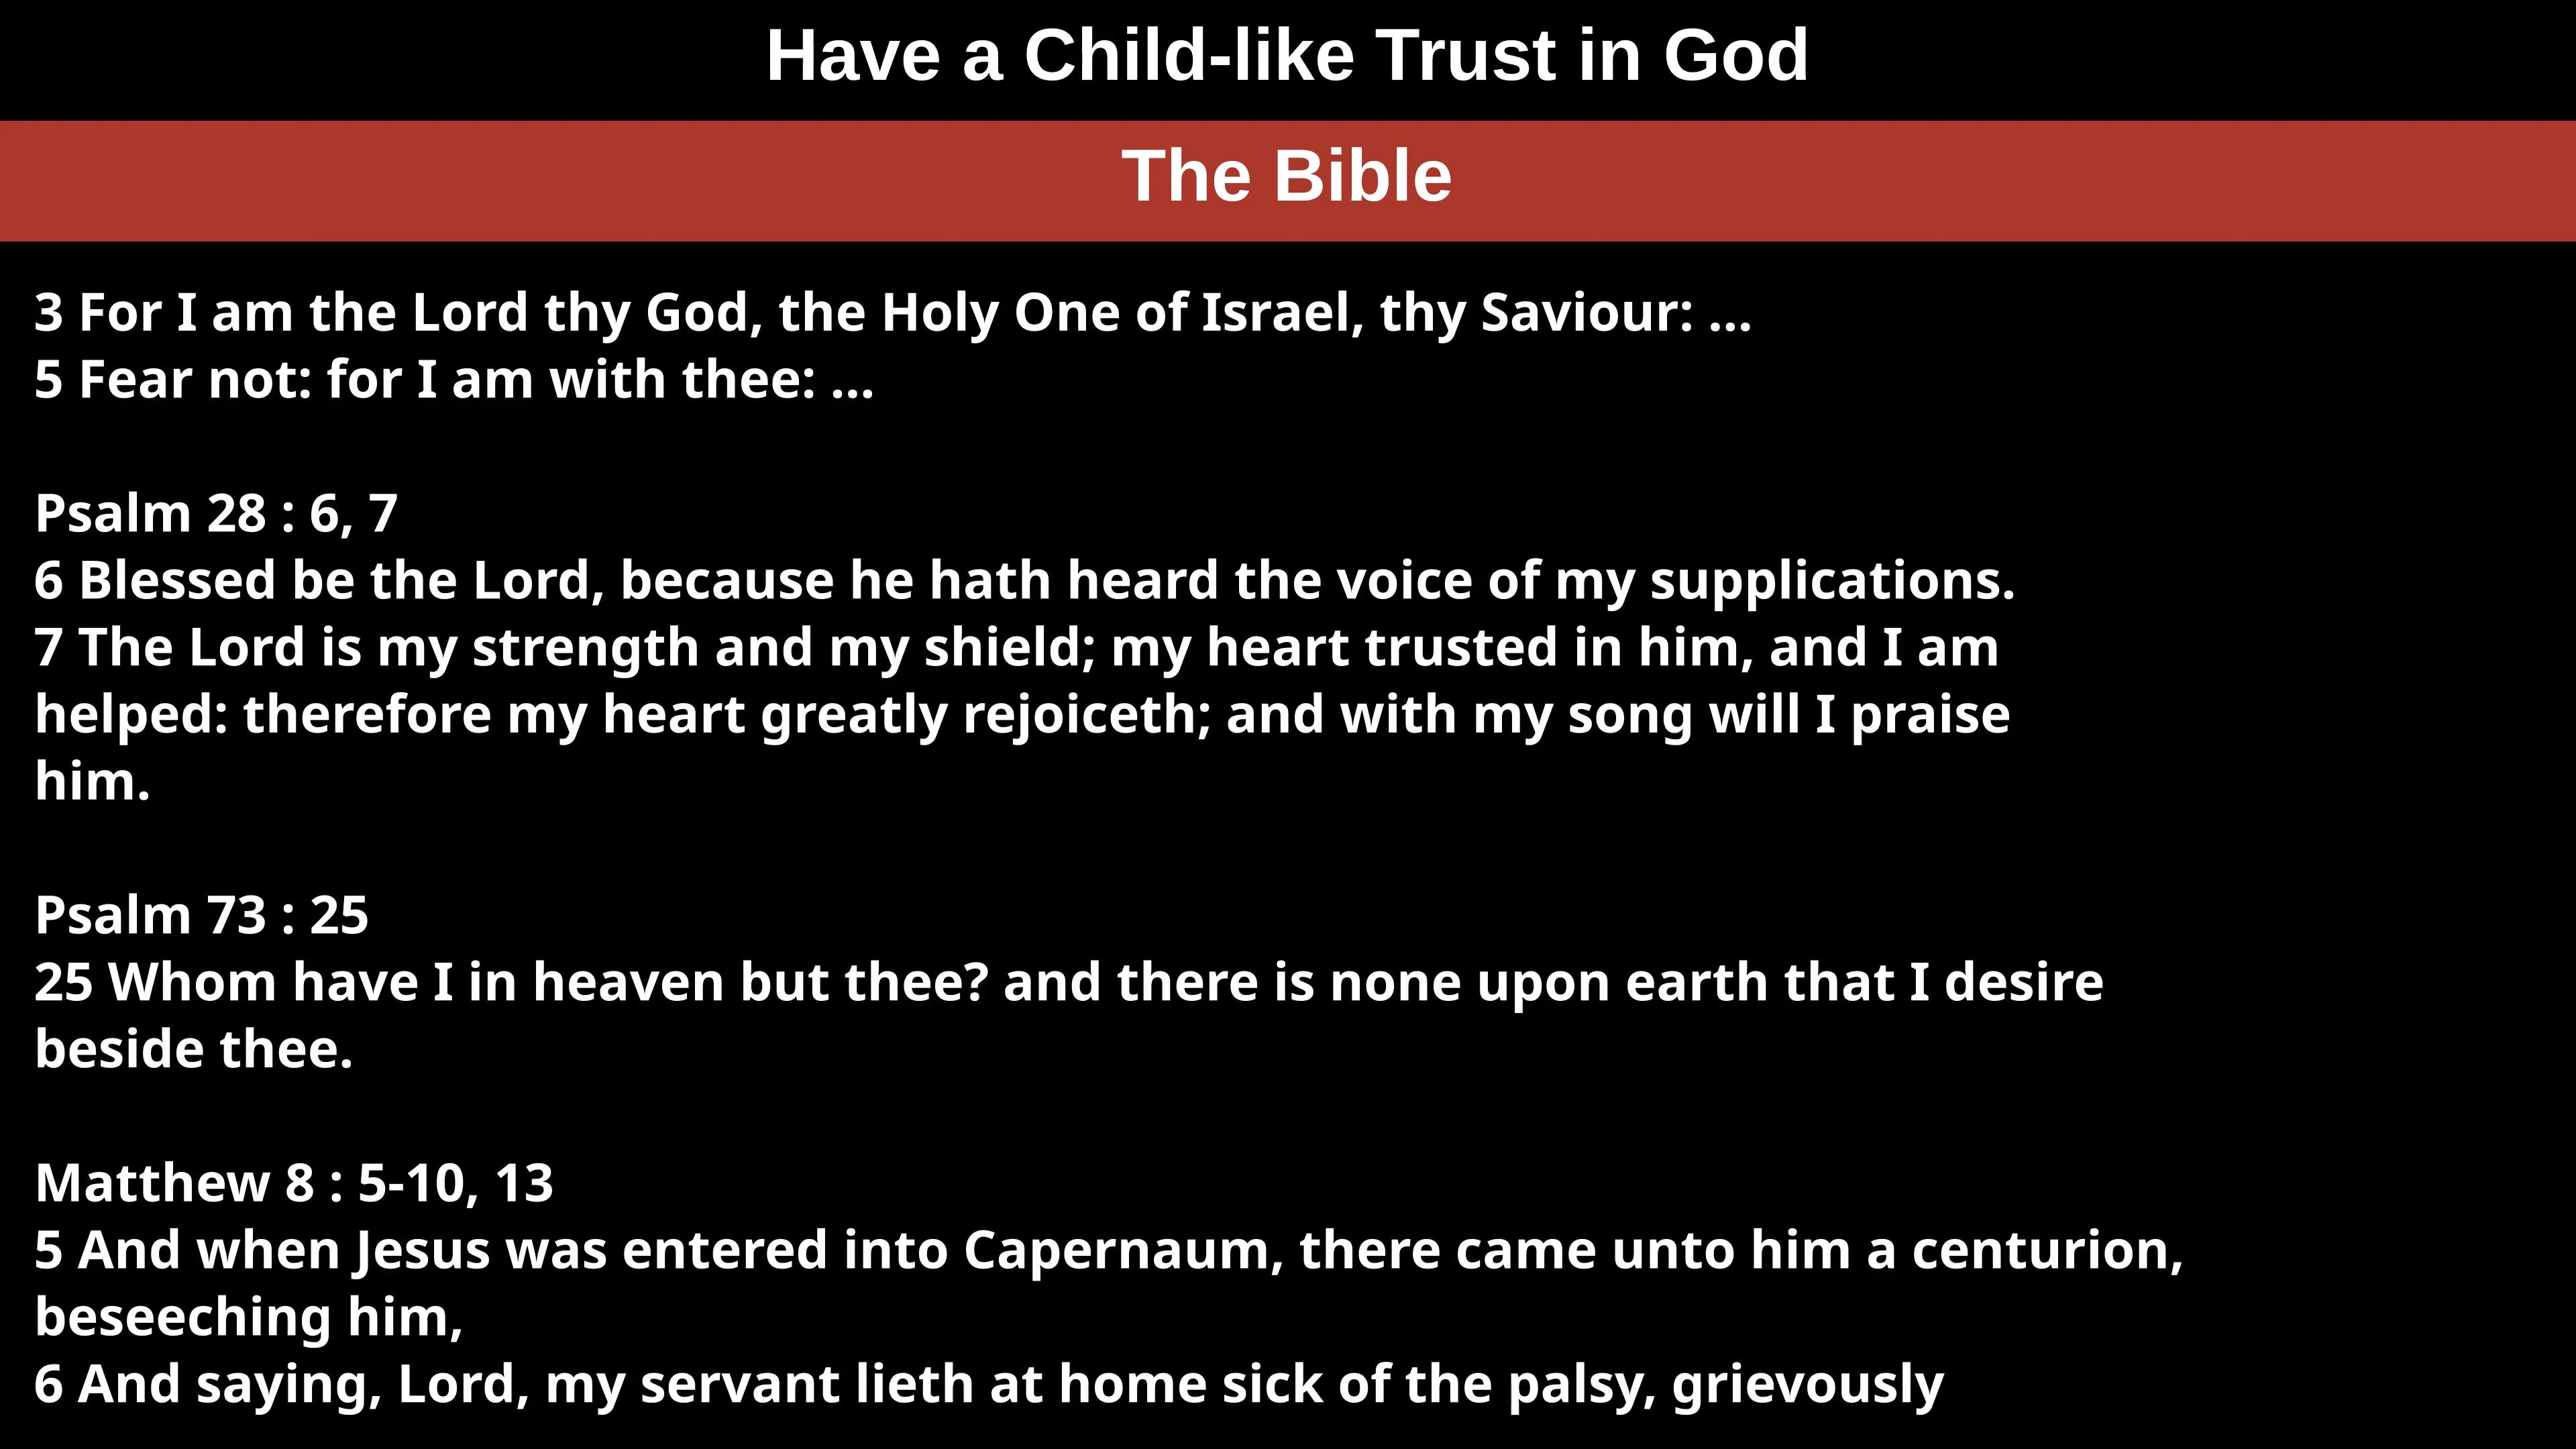 Have a Child-like Trust in God
The Bible
3 For I am the Lord thy God, the Holy One of Israel, thy Saviour: ...
5 Fear not: for I am with thee: ...
Psalm 28 : 6, 7
6 Blessed be the Lord, because he hath heard the voice of my supplications.
7 The Lord is my strength and my shield; my heart trusted in him, and I am
helped: therefore my heart greatly rejoiceth; and with my song will I praise
him.
Psalm 73 : 25
25 Whom have I in heaven but thee? and there is none upon earth that I desire
beside thee.
Matthew 8 : 5-10, 13
5 And when Jesus was entered into Capernaum, there came unto him a centurion,
beseeching him,
6 And saying, Lord, my servant lieth at home sick of the palsy, grievously